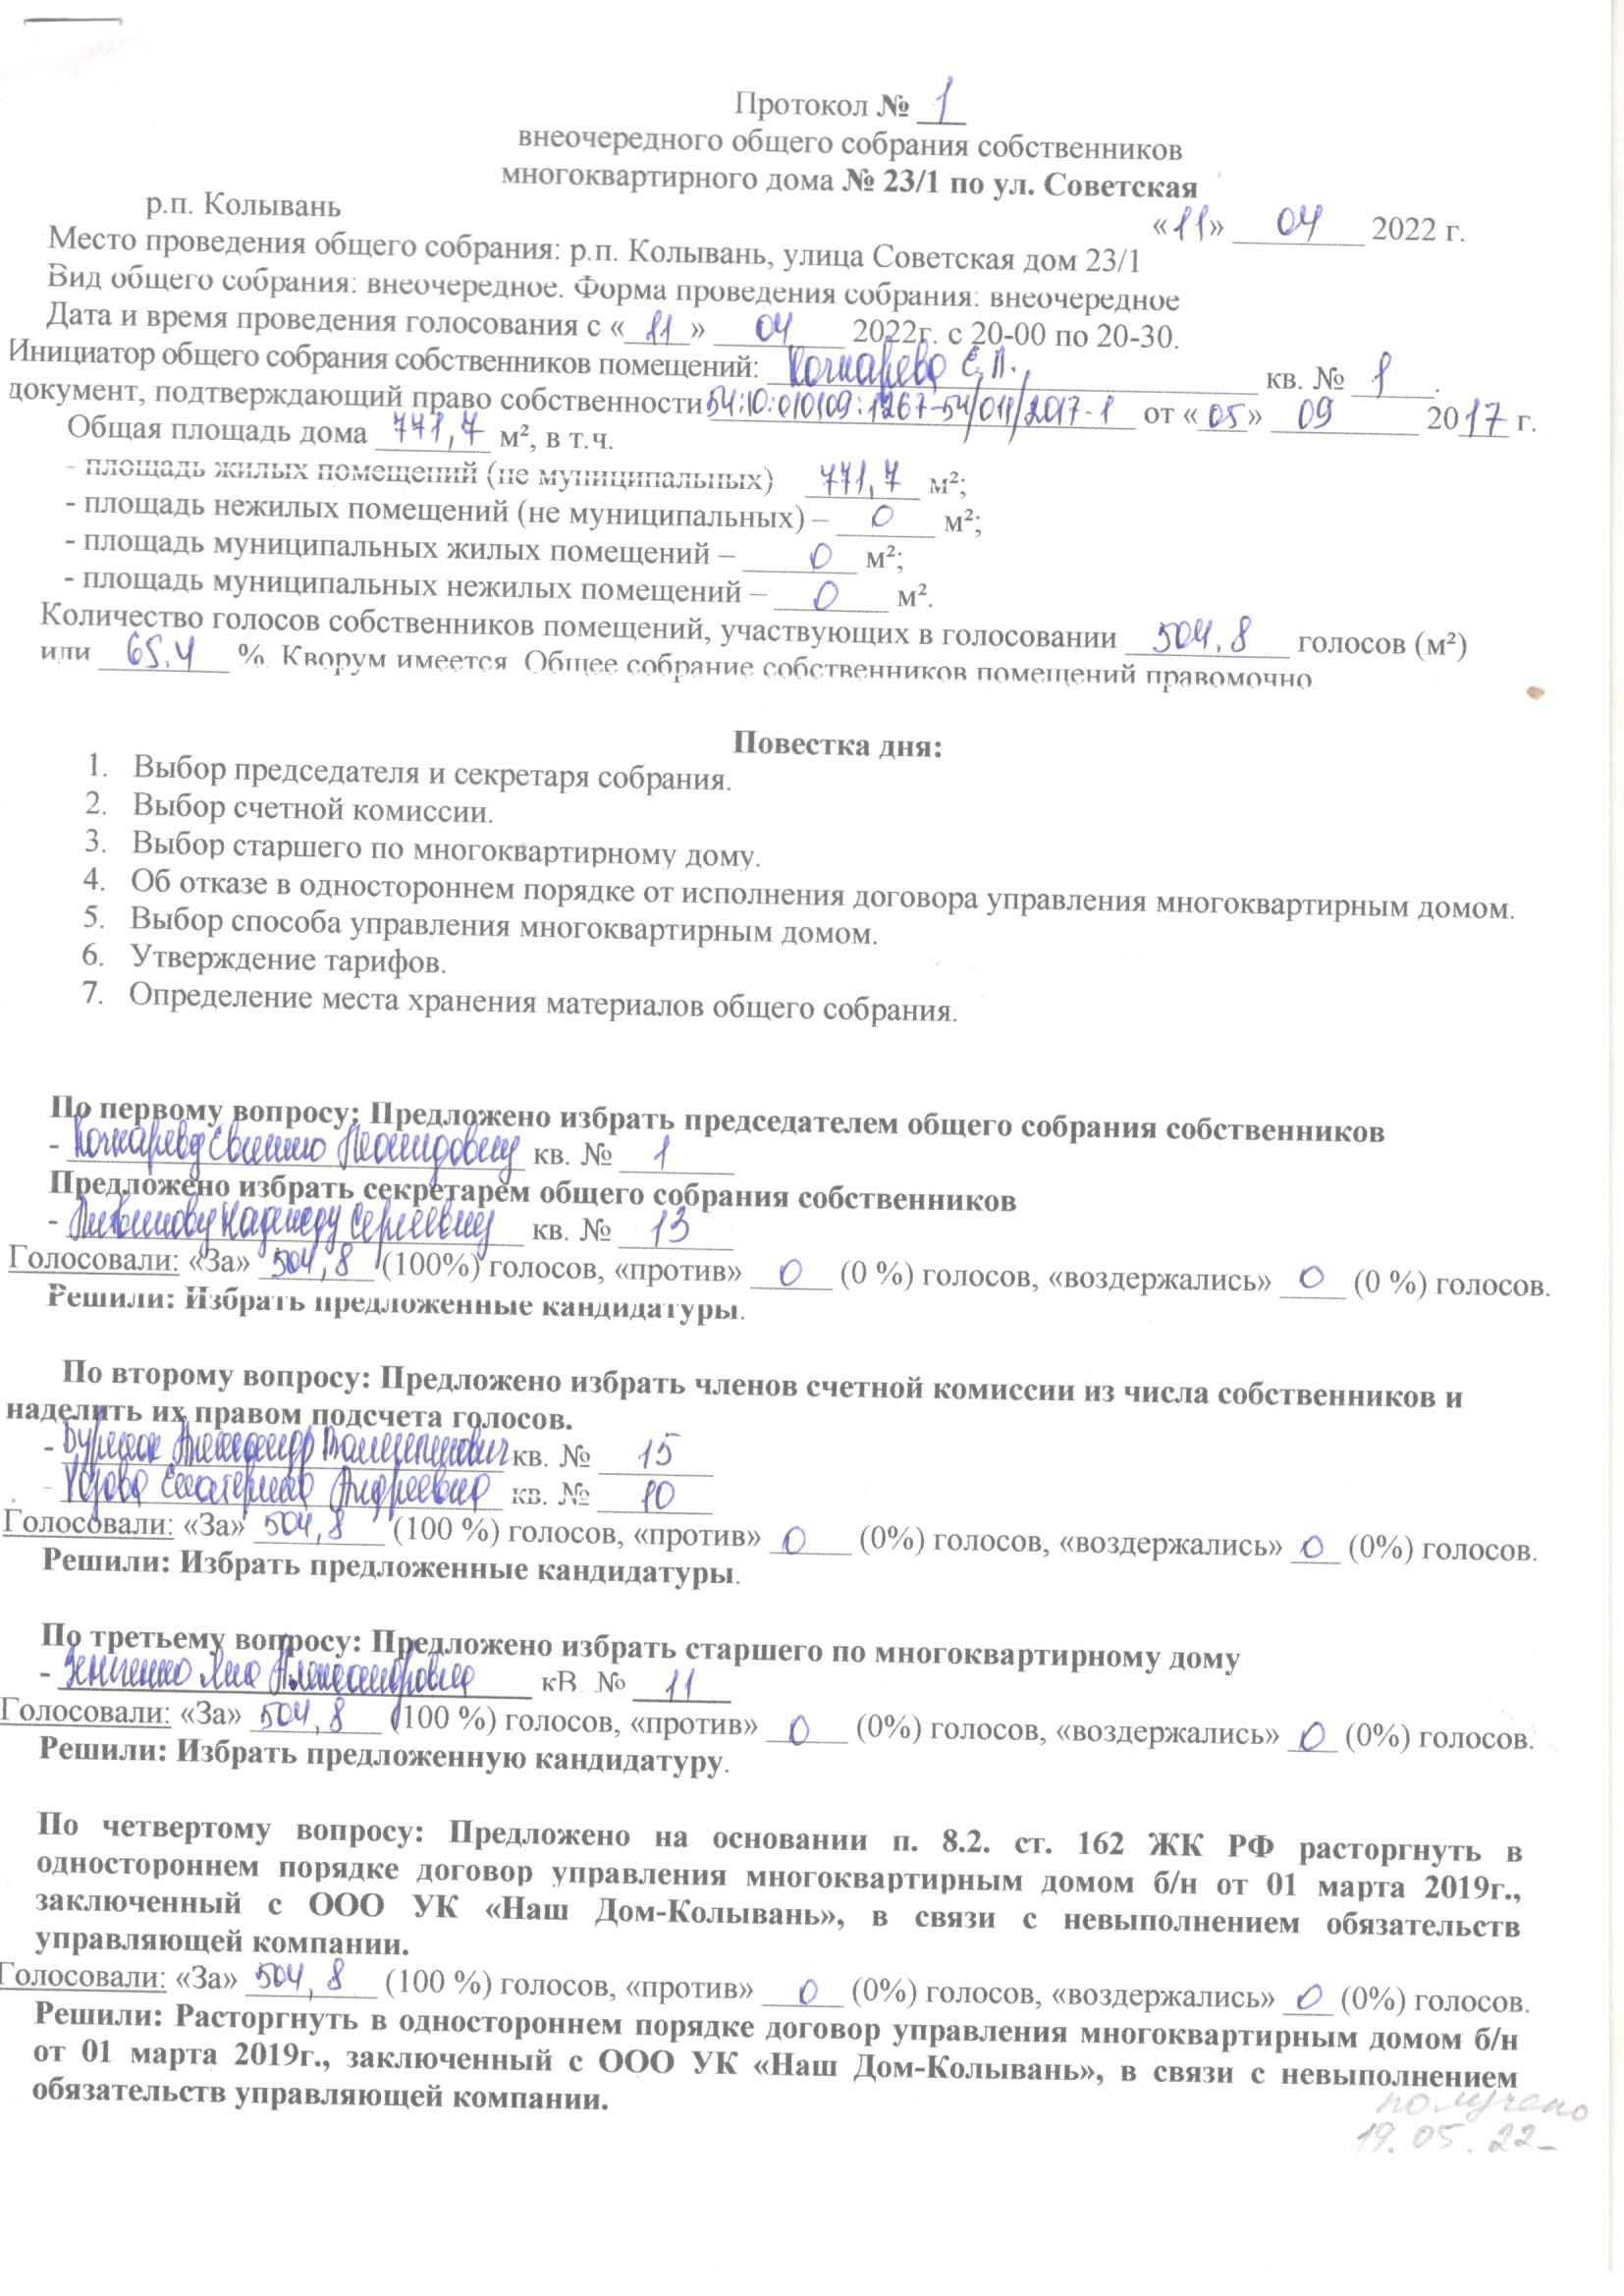 Протокол № 1
внеочередного общего собрания собственников
многоквартирного дома № 23/1 по ул. Советская
р.п. Колывань «11» 04 2022 г.
Место проведения общего собрания: р.п. Колывань, улица Советская дом 23/1
Вид общего собрания: внеочередное. Форма проведения собрания: внеочередное
Дата и время проведения голосования с «11» 04 2022г. с 20-00 по 20-30.
Инициатор общего собрания собственников помещений: Кочкарева Е.Л. кв. № 1.
документ, подтверждающий право собственности 54:10:010109:1267-54/011/2017-1 от «05» 09 2017 г.
Общая площадь дома 771,7 м², в т.ч.
- площадь жилых помещений (не муниципальных) 771,7 м²;
- площадь нежилых помещений (не муниципальных) – 0 м²;
- площадь муниципальных жилых помещений – 0 м²;
- площадь муниципальных нежилых помещений – 0 м².
Количество голосов собственников помещений, участвующих в голосовании 504,8 голосов (м²)
или 65.4 %. Кворум имеется. Общее собрание собственников помещений правомочно
Повестка дня:
1. Выбор председателя и секретаря собрания.
2. Выбор счетной комиссии.
3. Выбор старшего по многоквартирному дому.
4. Об отказе в одностороннем порядке от исполнения договора управления многоквартирным домом.
5. Выбор способа управления многоквартирным домом.
6. Утверждение тарифов.
7. Определение места хранения материалов общего собрания.
По первому вопросу: Предложено избрать председателем общего собрания собственников
- кв. № 1
Предложено избрать секретарем общего собрания собственников
- Литвинову Надежду Сергеевну кв. № 13
Голосовали: «За» 504,8 (100%) голосов, «против» 0 (0 %) голосов, «воздержались» 0 (0 %) голосов.
Решили: Избрать предложенные кандидатуры.
По второму вопросу: Предложено избрать членов счетной комиссии из числа собственников и
наделить их правом подсчета голосов.
- Александр Валентинович кв. № 15
- Екатерина Андреевна кв. № 10
Голосовали: «За» 504,8 (100 %) голосов, «против» 0 (0%) голосов, «воздержались» 0 (0%) голосов.
Решили: Избрать предложенные кандидатуры.
По третьему вопросу: Предложено избрать старшего по многоквартирному дому
- Яна Александровна кв. № 11
Голосовали: «За» 504,8 (100 %) голосов, «против» 0 (0%) голосов, «воздержались» 0 (0%) голосов.
Решили: Избрать предложенную кандидатуру.
По четвертому вопросу: Предложено на основании п. 8.2. ст. 162 ЖК РФ расторгнуть в
одностороннем порядке договор управления многоквартирным домом б/н от 01 марта 2019г.,
заключенный с ООО УК «Наш Дом-Колывань», в связи с невыполнением обязательств
управляющей компании.
Голосовали: «За» 504,8 (100 %) голосов, «против» 0 (0%) голосов, «воздержались» 0 (0%) голосов.
Решили: Расторгнуть в одностороннем порядке договор управления многоквартирным домом б/н
от 01 марта 2019г., заключенный с ООО УК «Наш Дом-Колывань», в связи с невыполнением
обязательств управляющей компании.
получено
19.05.22-